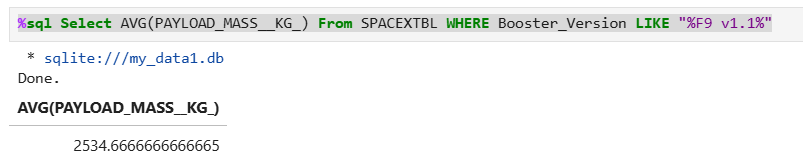 %sql Select AVG(PAYLOAD_MASS__KG_) From SPACEXTBL WHERE Booster_Version LIKE "%F9 v1.1%"
* sqlite:///my_data1.db
Done.
AVG(PAYLOAD_MASS__KG_)
2534.6666666666665